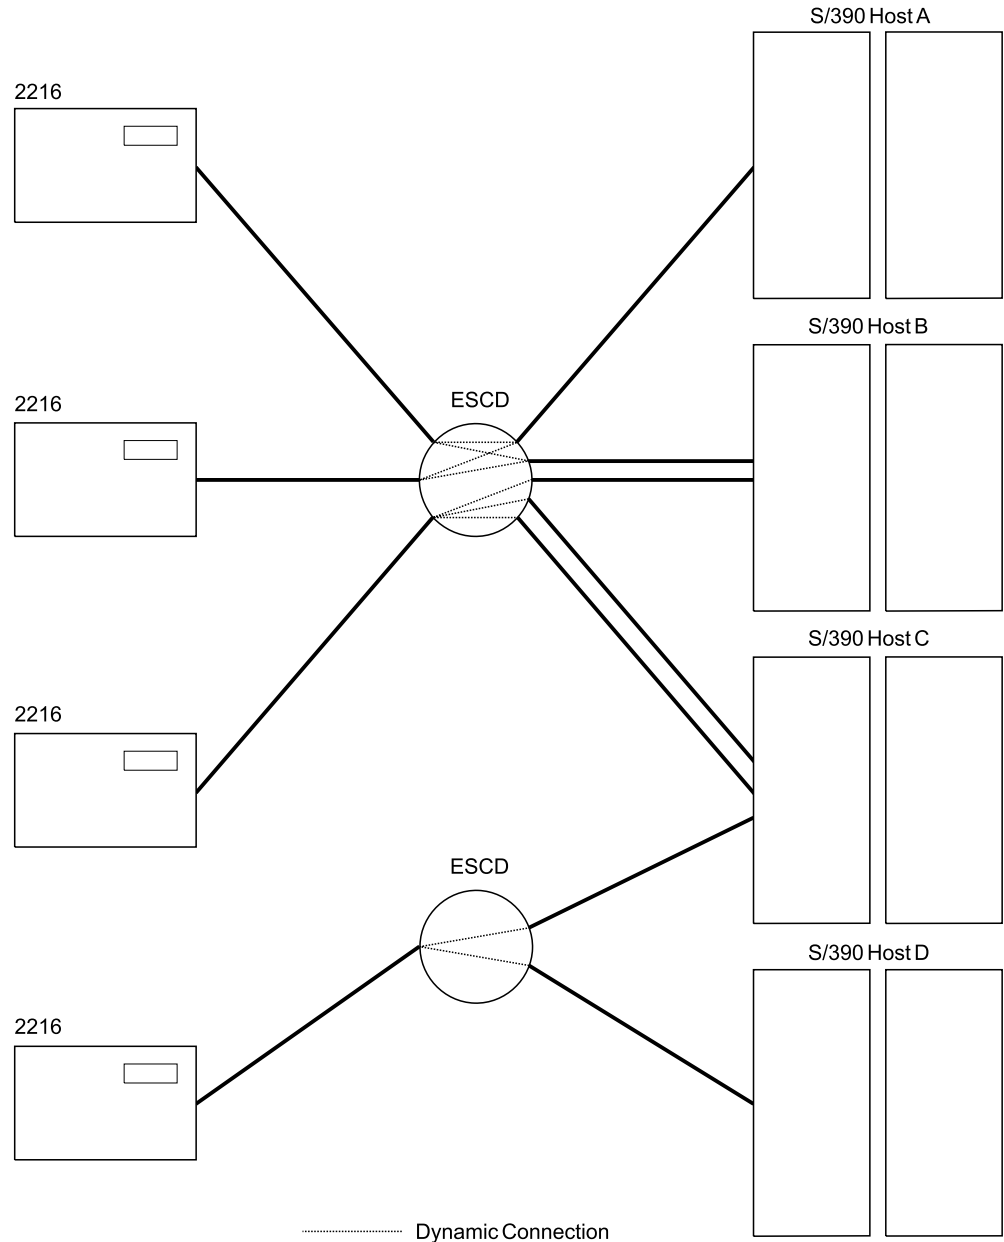 S/390 Host A
2216
S/390 Host B
ESCD
2216
S/390 Host C
2216
ESCD
S/390 Host D
2216
Dynamic Connection